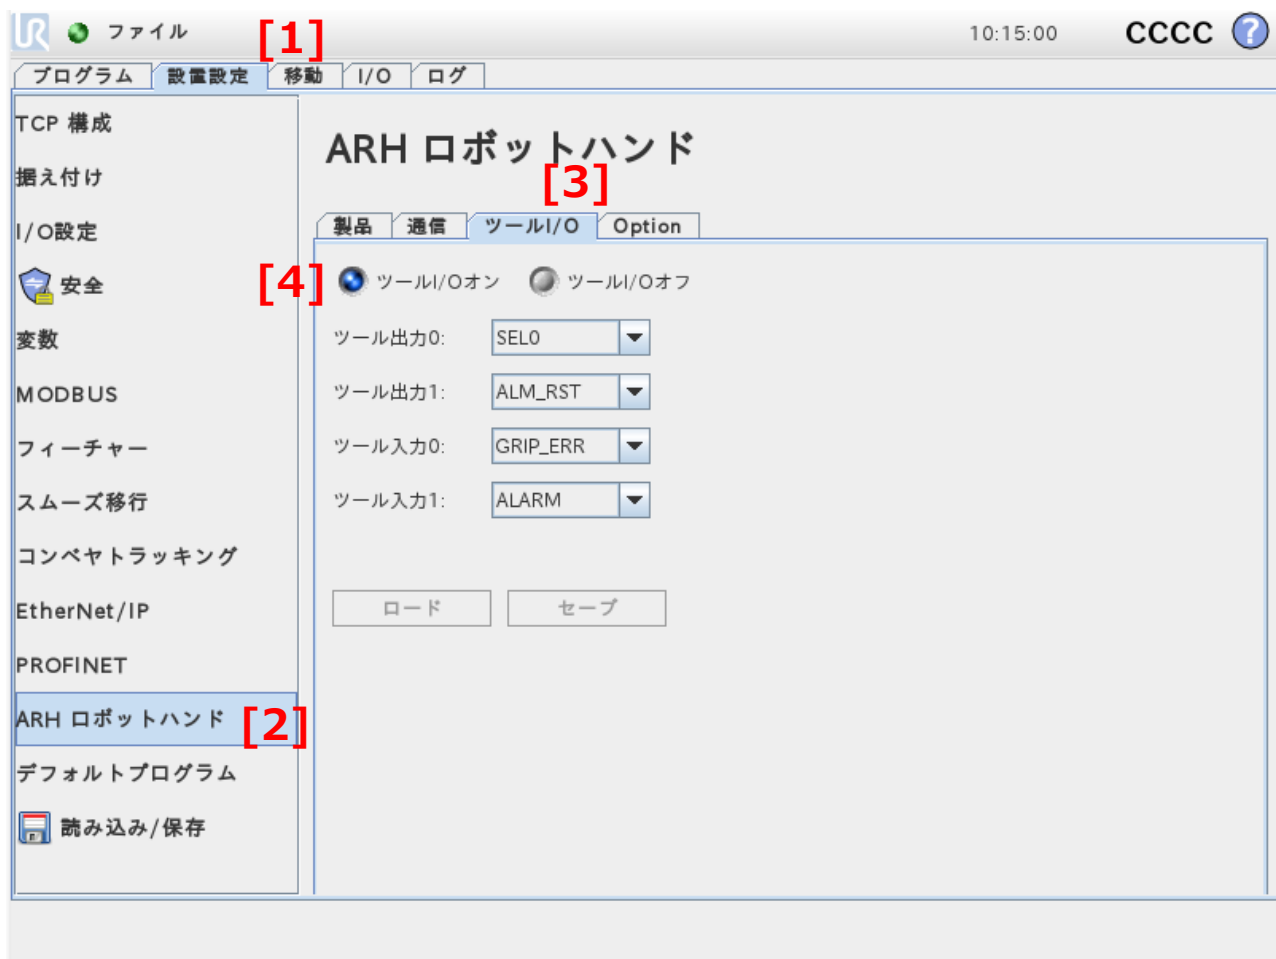 UR ファイル [1] 10:15:00 CCCC ?
プログラム 設置設定 移動 I/O ログ
TCP 構成
据え付け
I/O設定
安全
変数
MODBUS
フィーチャー
スムーズ移行
コンベヤトラッキング
EtherNet/IP
PROFINET
ARH ロボットハンド [2]
デフォルトプログラム
読み込み/保存
ARH ロボットハンド
[3]
製品 通信 ツールI/O Option
[4] ツールI/Oオン ツールI/Oオフ
ツール出力0: SEL0
ツール出力1: ALM_RST
ツール入力0: GRIP_ERR
ツール入力1: ALARM
ロード セーブ